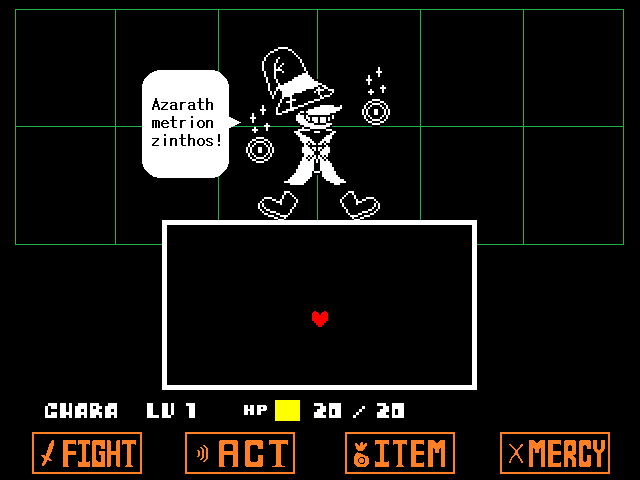 Azarath
metrion
zinthos!
CHARA LV 1 HP 20 / 20
FIGHT ACT ITEM MERCY